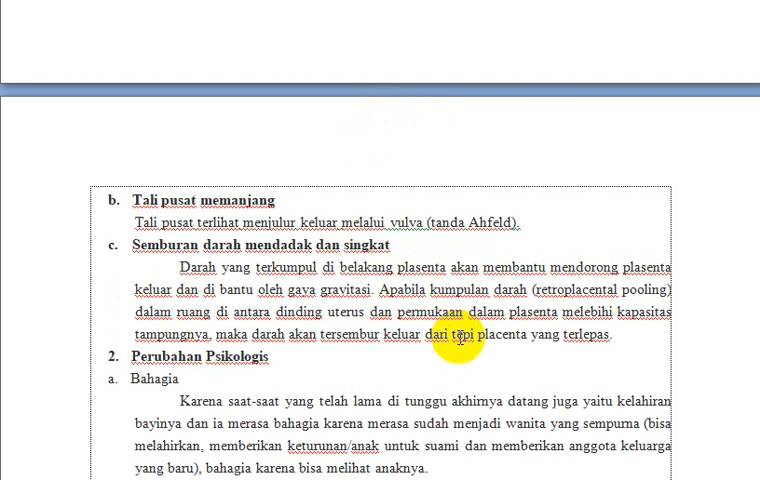 b. Tali pusat memanjang
Tali pusat terlihat menjulur keluar melalui vulva (tanda Ahfeld).
c. Semburan darah mendadak dan singkat
Darah yang terkumpul di belakang plasenta akan membantu mendorong plasenta
keluar dan di bantu oleh gaya gravitasi. Apabila kumpulan darah (retroplacental pooling)
dalam ruang di antara dinding uterus dan permukaan dalam plasenta melebihi kapasitas
tampungnya, maka darah akan tersembur keluar dari tepi placenta yang terlepas.
2. Perubahan Psikologis
a. Bahagia
Karena saat-saat yang telah lama di tunggu akhirnya datang juga yaitu kelahiran
bayinya dan ia merasa bahagia karena merasa sudah menjadi wanita yang sempurna (bisa
melahirkan, memberikan keturunan/anak untuk suami dan memberikan anggota keluarga
yang baru), bahagia karena bisa melihat anaknya.